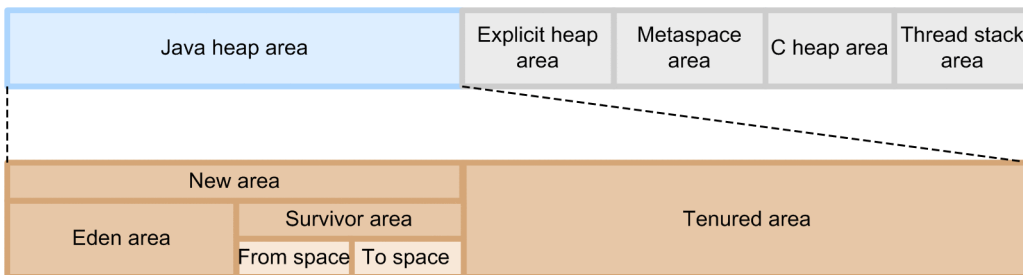 Java heap area
Explicit heap
area
Metaspace
area
C heap area
Thread stack
area
New area
Eden area
Survivor area
From space
To space
Tenured area